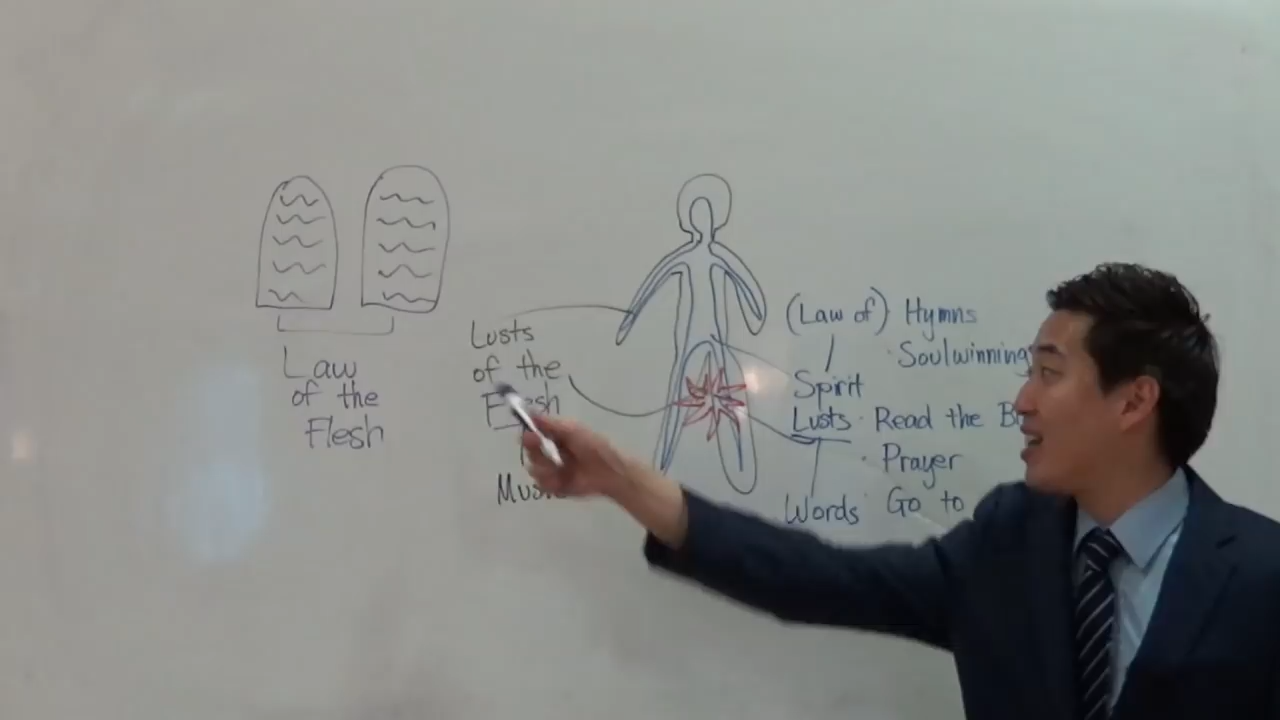 Law
of the
Flesh
Lusts
of the
Flesh
(Law of)
Spirit
Lusts
Words
Hymns
· Soulwinning
· Read the
· Prayer
Go to